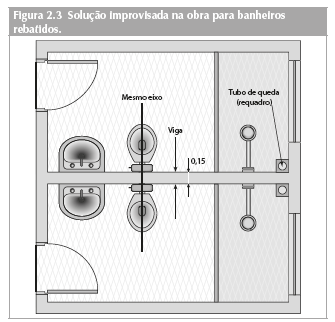 Figura 2.3 Solução improvisada na obra para banheiros
rebatidos.
Mesmo eixo
Viga
0,15
Tubo de queda
(requadro)